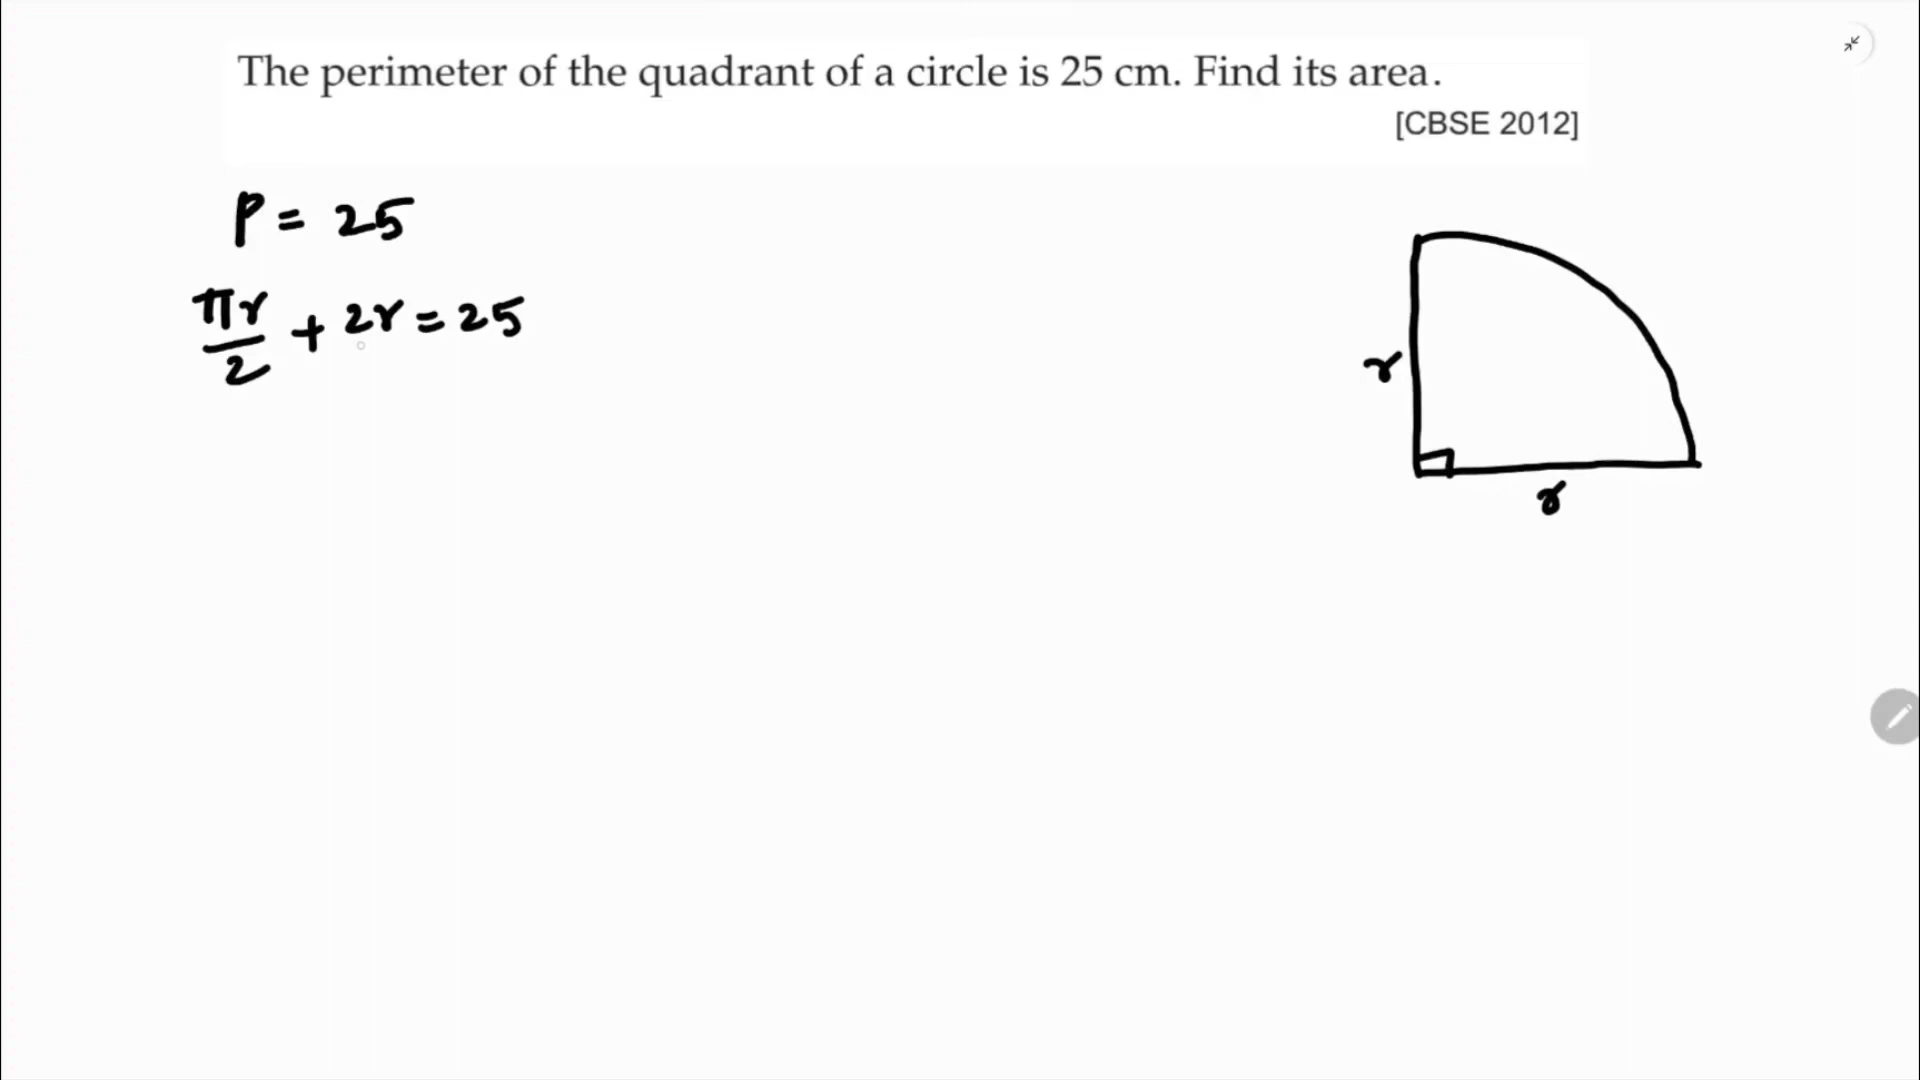 The perimeter of the quadrant of a circle is 25 cm. Find its area.
[CBSE 2012]
P = 25
πr/2 + 2r = 25
r
r